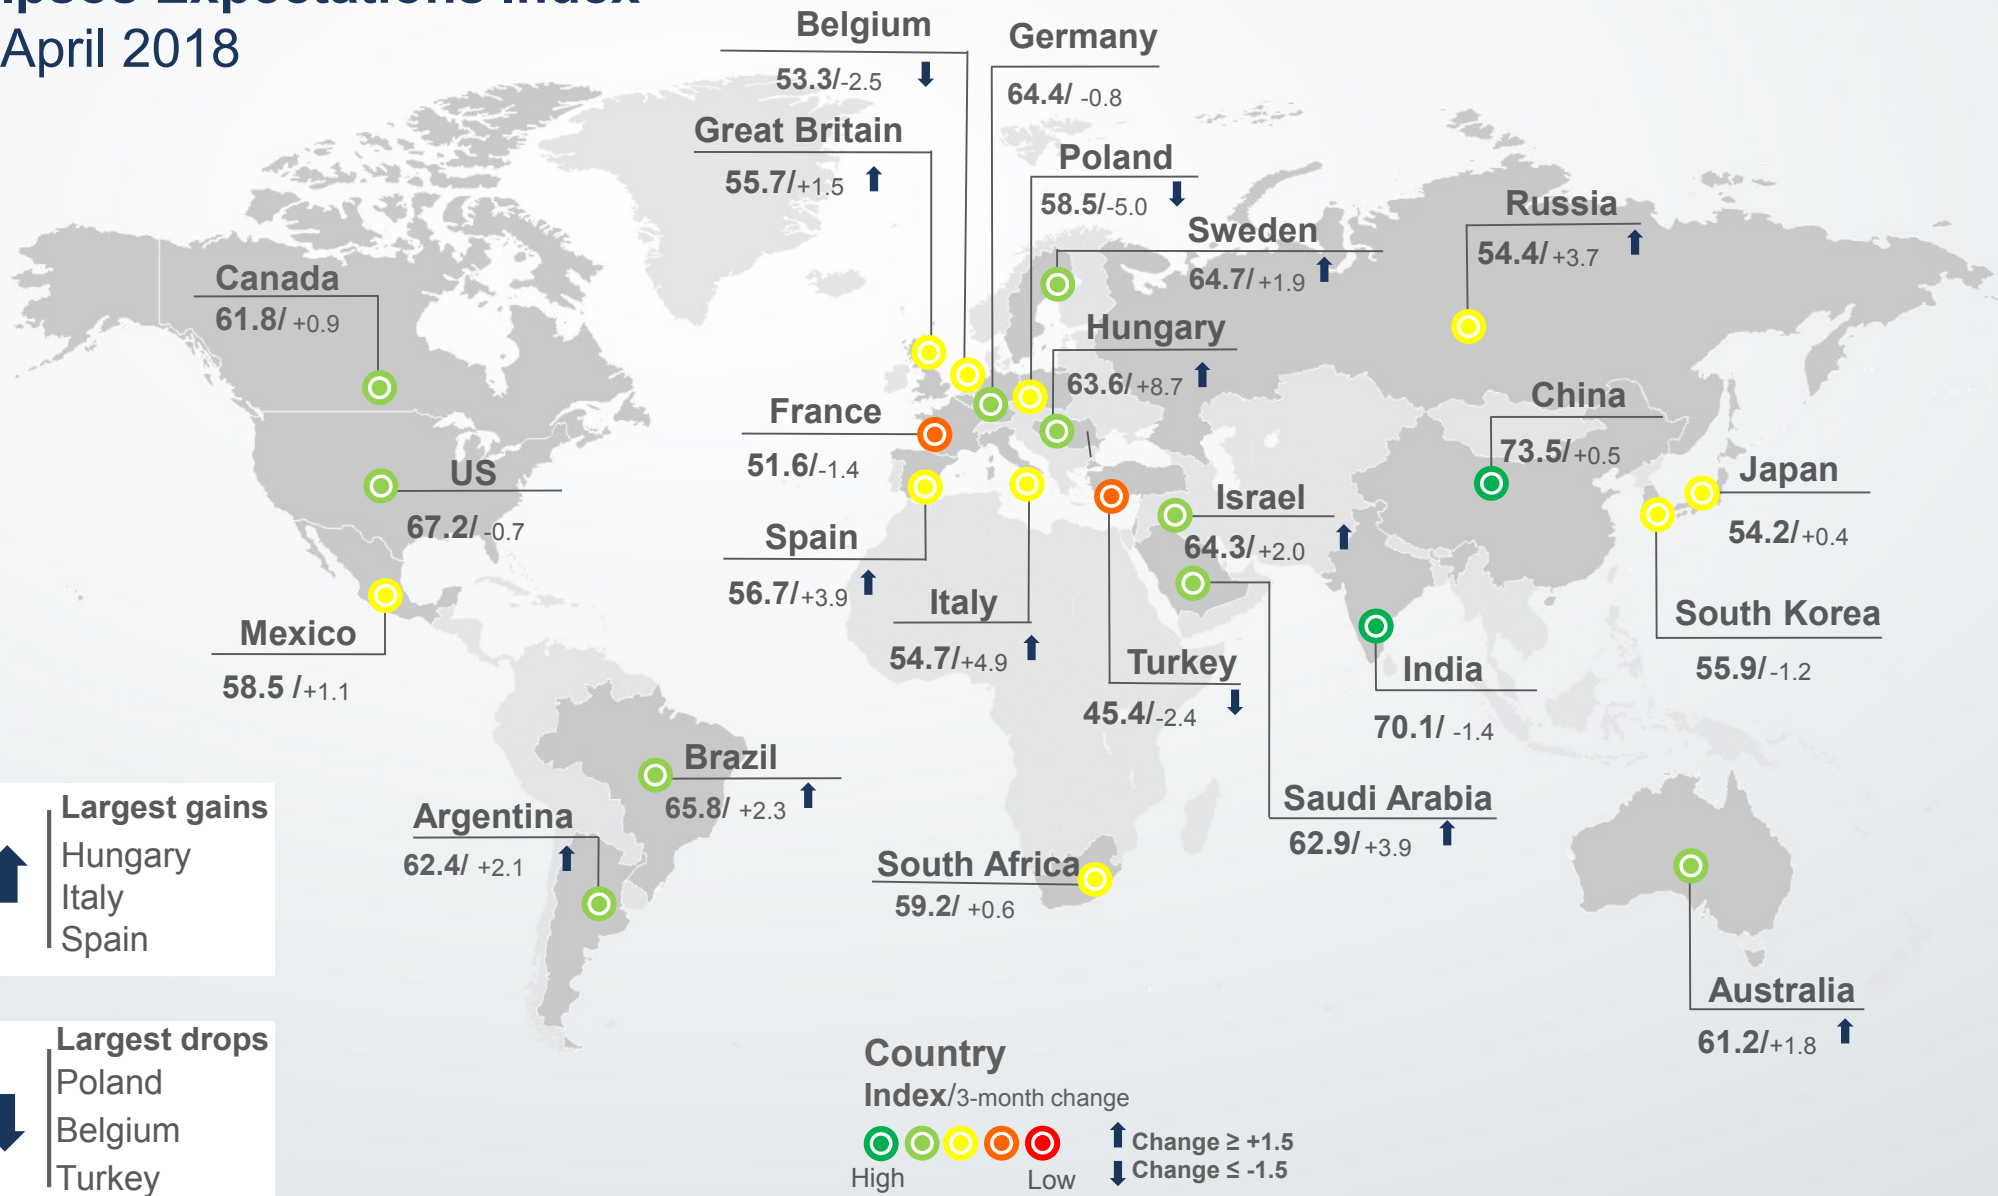 April 2018
Belgium
53.3/-2.5
Germany
64.4/ -0.8
Great Britain
55.7/+1.5
Poland
58.5/-5.0
Sweden
64.7/ +1.9
Russia
54.4/ +3.7
Canada
61.8/ +0.9
Hungary
63.6/ +8.7
France
51.6/-1.4
China
73.5/+0.5
US
67.2/ -0.7
Japan
54.2/+0.4
Israel
64.3/ +2.0
Spain
56.7/+3.9
Italy
54.7/+4.9
Mexico
58.5 /+1.1
South Korea
55.9/-1.2
Turkey
45.4/-2.4
India
70.1/ -1.4
Brazil
65.8/ +2.3
Argentina
62.4/ +2.1
Saudi Arabia
62.9/ +3.9
South Africa
59.2/ +0.6
Australia
61.2/+1.8
Largest gains
Hungary
Italy
Spain
Largest drops
Poland
Belgium
Turkey
Country
Index/3-month change
High
Low
Change ≥ +1.5
Change ≤ -1.5